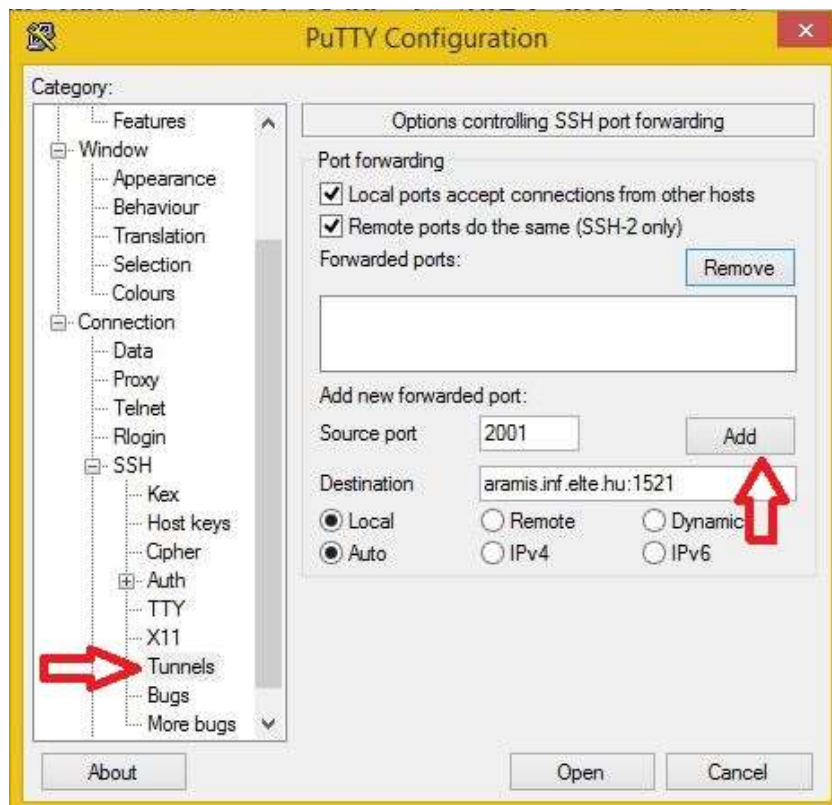 PuTTY Configuration
Category:
Features
Window
Appearance
Behaviour
Translation
Selection
Colours
Connection
Data
Proxy
Telnet
Rlogin
SSH
Kex
Host keys
Cipher
Auth
TTY
X11
Tunnels
Bugs
More bugs
Options controlling SSH port forwarding
Port forwarding
Local ports accept connections from other hosts
Remote ports do the same (SSH-2 only)
Forwarded ports:
Remove
Add new forwarded port:
Source port 2001 Add
Destination aramis.inf.elte.hu:1521
Local Remote Dynamic
Auto IPv4 IPv6
About Open Cancel